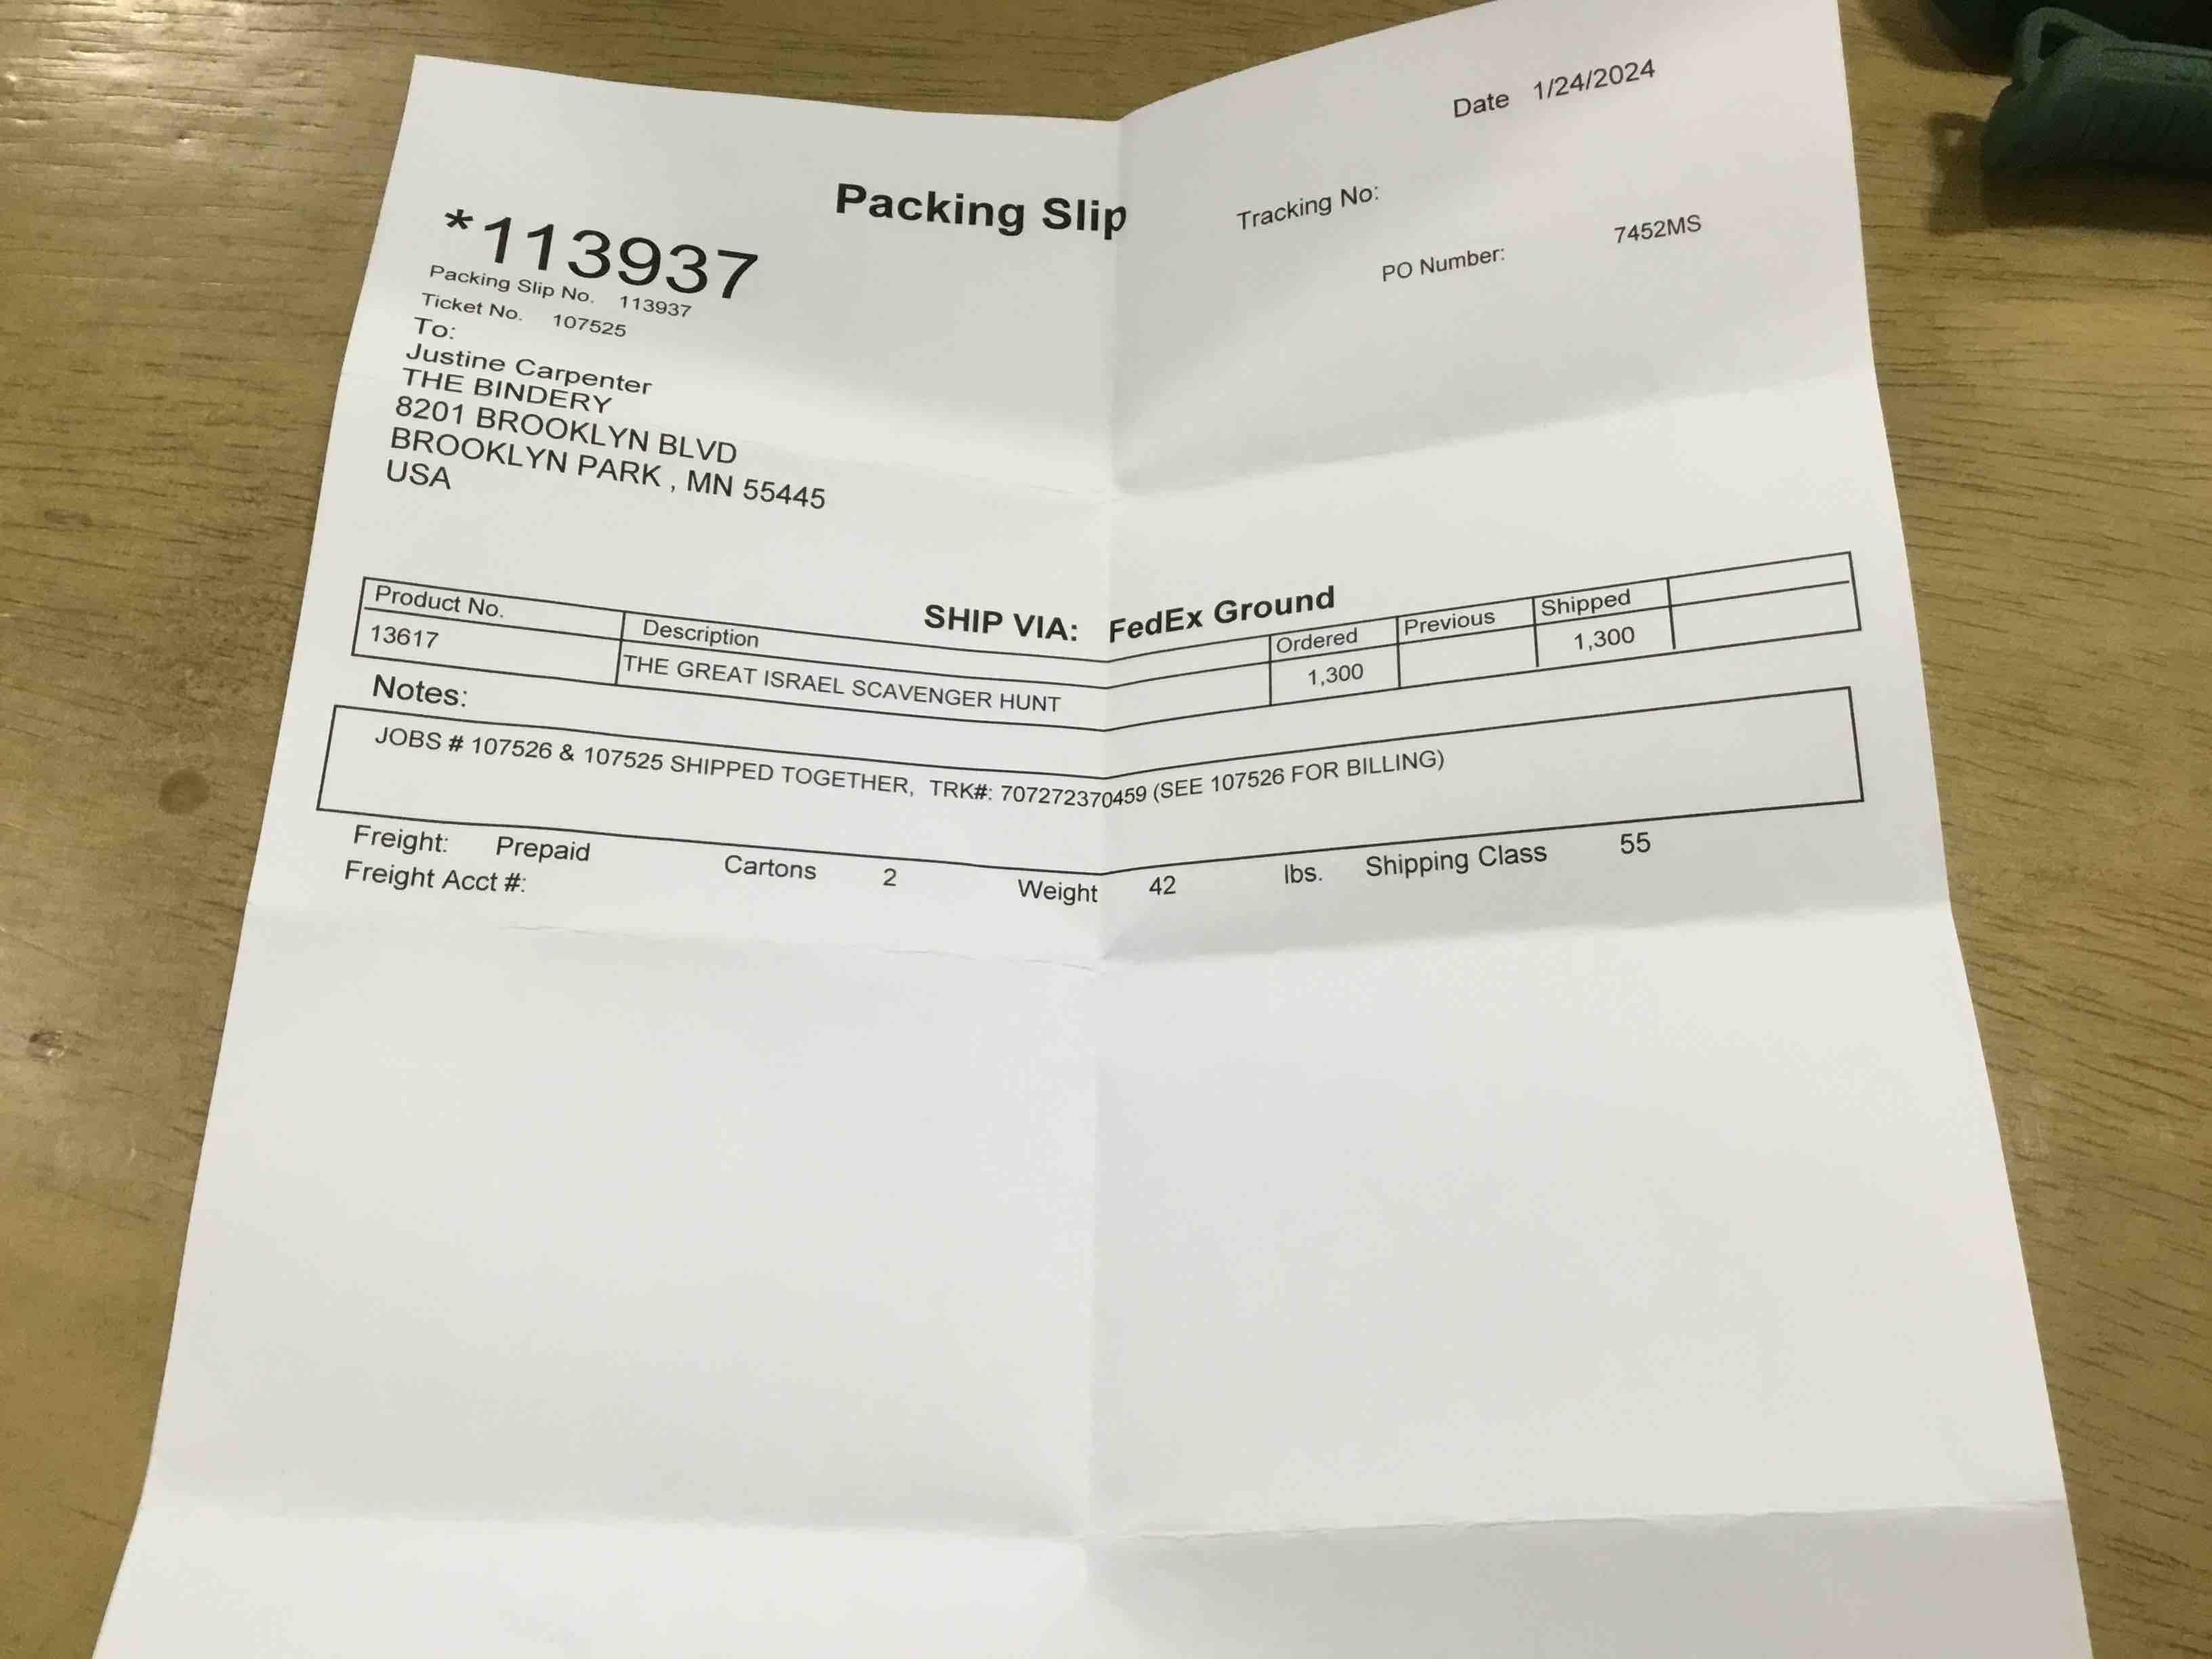 Date 1/24/2024
Packing Slip
Tracking No:
PO Number: 7452MS
*113937
Packing Slip No. 113937
Ticket No. 107525
To:
Justine Carpenter
THE BINDERY
8201 BROOKLYN BLVD
BROOKLYN PARK , MN 55445
USA
SHIP VIA: FedEx Ground
Product No. Description Ordered Previous Shipped
13617 THE GREAT ISRAEL SCAVENGER HUNT 1,300 1,300
Notes:
JOBS # 107526 & 107525 SHIPPED TOGETHER, TRK#: 707272370459 (SEE 107526 FOR BILLING)
Freight: Prepaid Cartons 2 Weight 42 lbs. Shipping Class 55
Freight Acct #: